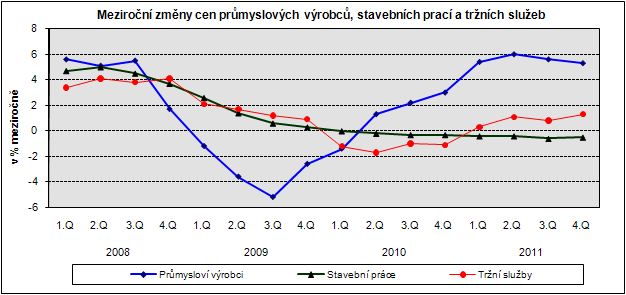 Meziroční změny cen průmyslových výrobců, stavebních prací a tržních služeb
v % meziročně
8
6
4
2
0
-2
-4
-6
1.Q 2.Q 3.Q 4.Q 1.Q 2.Q 3.Q 4.Q 1.Q 2.Q 3.Q 4.Q 1.Q 2.Q 3.Q 4.Q
2008 2009 2010 2011
Průmysloví výrobci Stavební práce Tržní služby